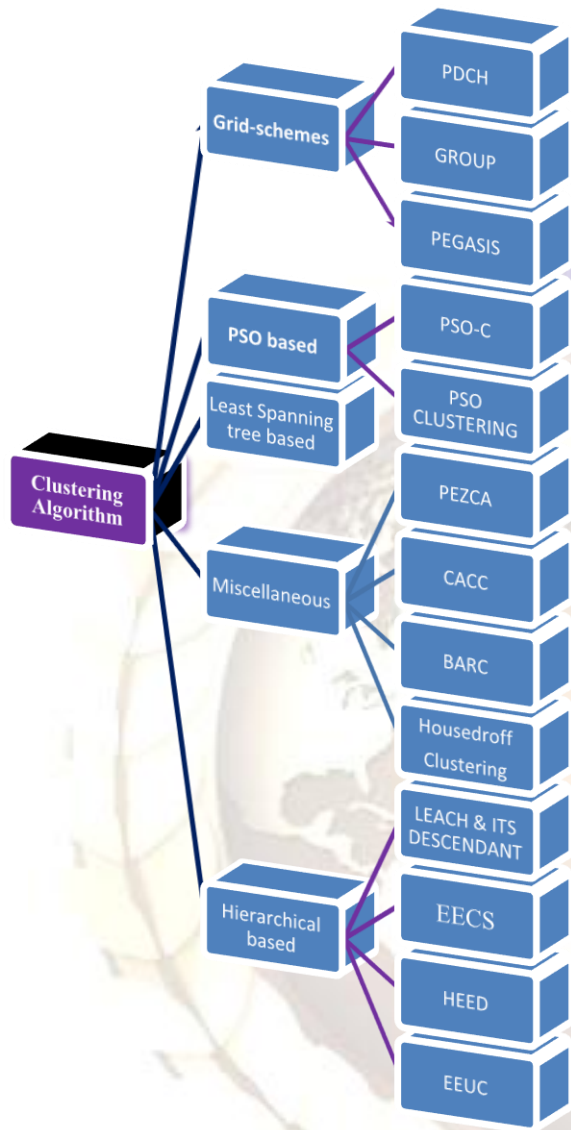 Clustering
Algorithm
Grid-schemes
PDCH
GROUP
PEGASIS
PSO based
PSO-C
PSO
CLUSTERING
Least Spanning
tree based
Miscellaneous
PEZCA
CACC
BARC
Housedroff
Clustering
Hierarchical
based
LEACH & ITS
DESCENDANT
EECS
HEED
EEUC